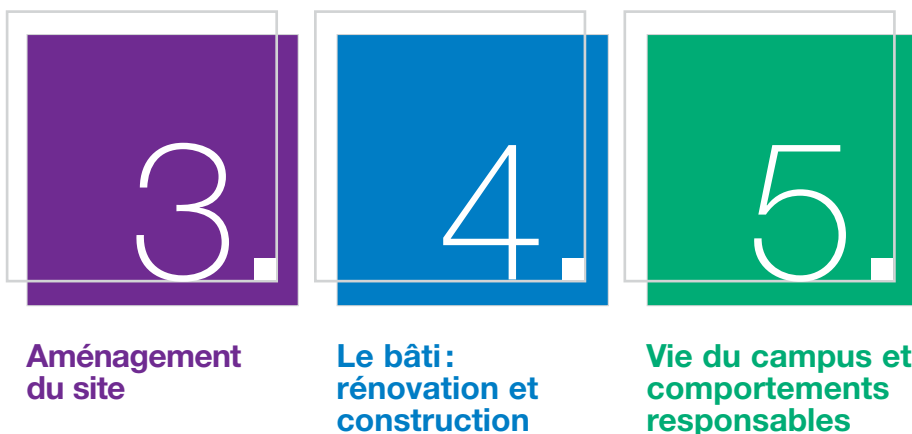 3.
Aménagement
du site
4.
Le bâti :
rénovation et
construction
5.
Vie du campus et
comportements
responsables